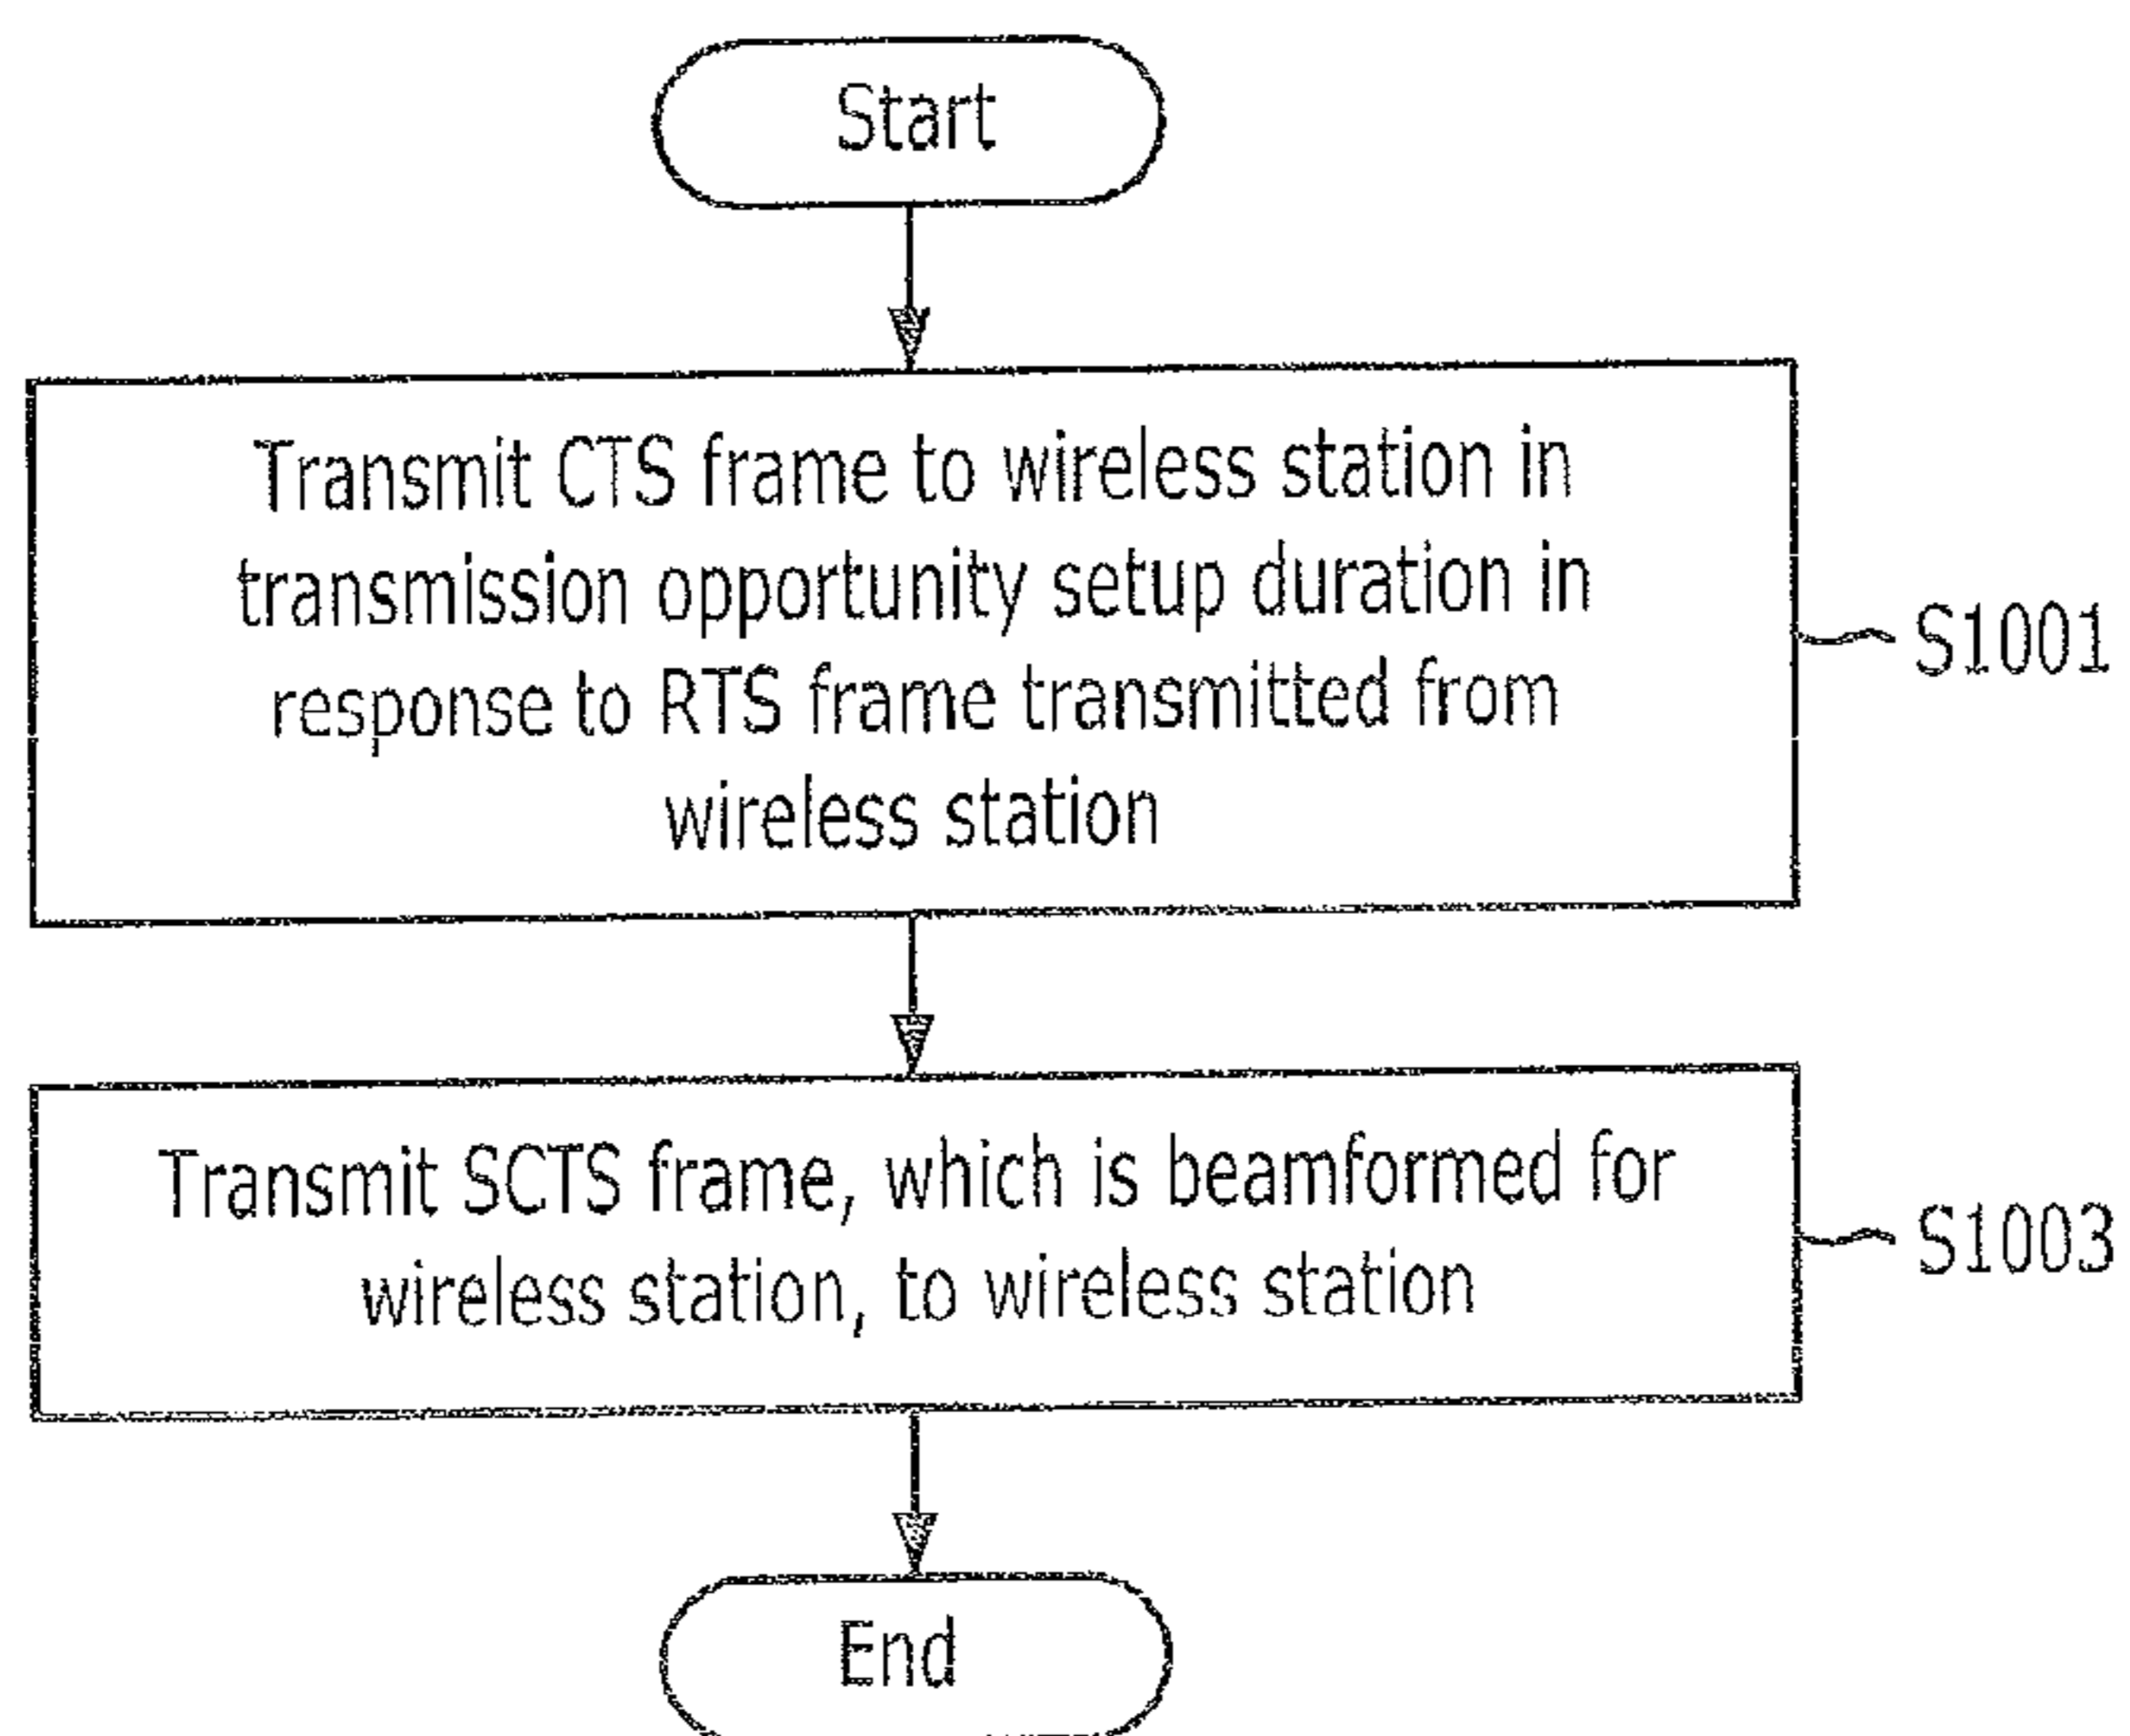 Start
Transmit CTS frame to wireless station in
transmission opportunity setup duration in
response to RTS frame transmitted from
wireless station
S1001
Transmit SCTS frame, which is beamformed for
wireless station, to wireless station
S1003
End